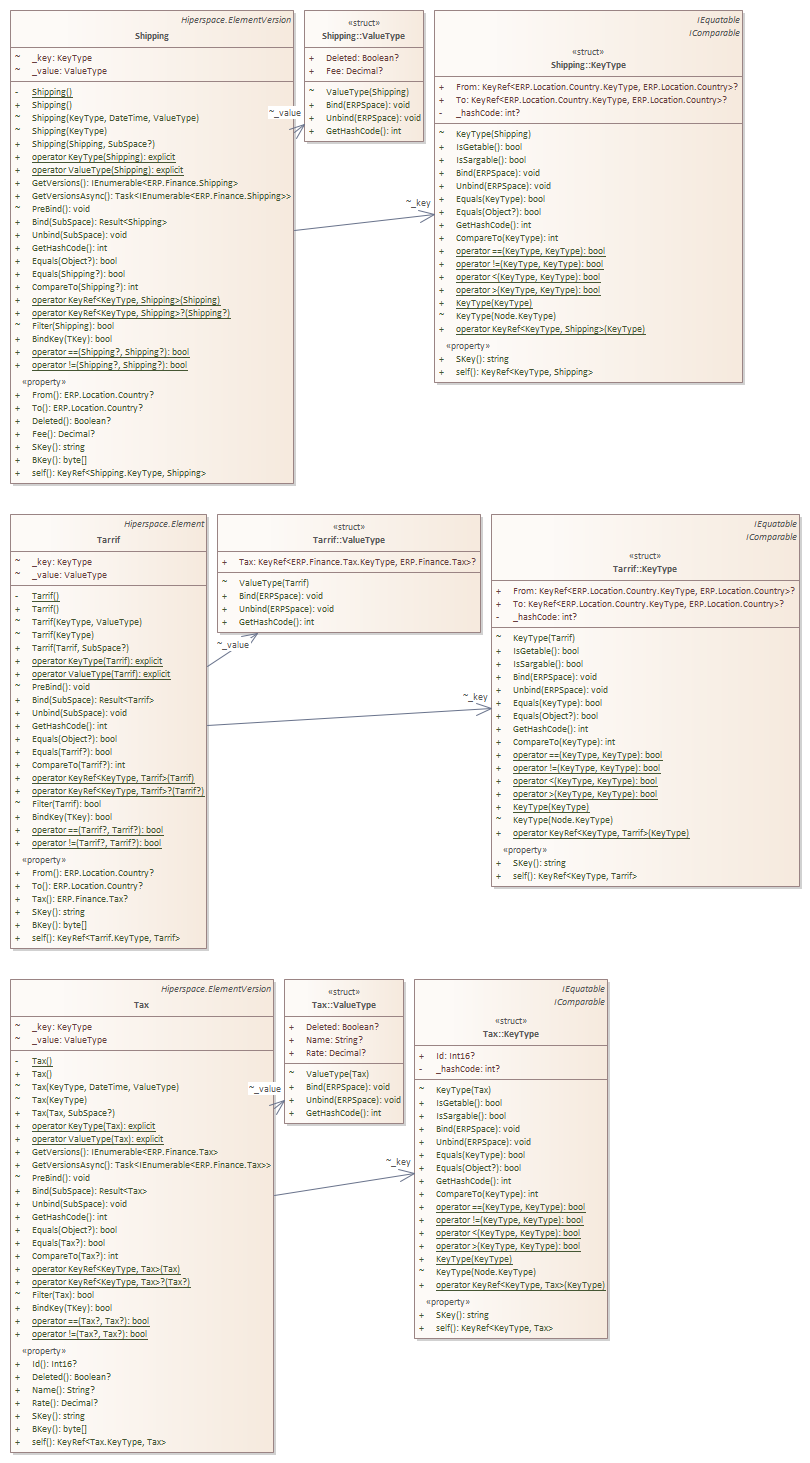 Hiperspace.ElementVersion
Shipping
~ _key: KeyType
~ _value: ValueType
- Shipping()
+ Shipping()
~ Shipping(KeyType, DateTime, ValueType)
~ Shipping(KeyType)
+ Shipping(Shipping, SubSpace?)
+ operator KeyType(Shipping): explicit
+ operator ValueType(Shipping): explicit
+ GetVersions(): IEnumerable<ERP.Finance.Shipping>
+ GetVersionsAsync(): Task<IEnumerable<ERP.Finance.Shipping>>
~ PreBind(): void
+ Bind(SubSpace): Result<Shipping>
+ Unbind(SubSpace): void
+ GetHashCode(): int
+ Equals(Object?): bool
+ Equals(Shipping?): bool
+ CompareTo(Shipping?): int
+ operator KeyRef<KeyType, Shipping>(Shipping)
+ operator KeyRef<KeyType, Shipping>?(Shipping?)
~ Filter(Shipping): bool
+ BindKey(TKey): bool
+ operator ==(Shipping?, Shipping?): bool
+ operator !=(Shipping?, Shipping?): bool
«property»
+ From(): ERP.Location.Country?
+ To(): ERP.Location.Country?
+ Deleted(): Boolean?
+ Fee(): Decimal?
+ SKey(): string
+ BKey(): byte[]
+ self(): KeyRef<Shipping.KeyType, Shipping>
«struct»
Shipping::ValueType
+ Deleted: Boolean?
+ Fee: Decimal?
~ ValueType(Shipping)
+ Bind(ERPSpace): void
+ Unbind(ERPSpace): void
+ GetHashCode(): int
~_value
~_key
IEquatable
IComparable
«struct»
Shipping::KeyType
+ From: KeyRef<ERP.Location.Country.KeyType, ERP.Location.Country>?
+ To: KeyRef<ERP.Location.Country.KeyType, ERP.Location.Country>?
- _hashCode: int?
~ KeyType(Shipping)
+ IsGetable(): bool
+ IsSargable(): bool
+ Bind(ERPSpace): void
+ Unbind(ERPSpace): void
+ Equals(KeyType): bool
+ Equals(Object?): bool
+ GetHashCode(): int
+ CompareTo(KeyType): int
+ operator ==(KeyType, KeyType): bool
+ operator !=(KeyType, KeyType): bool
+ operator <(KeyType, KeyType): bool
+ operator >(KeyType, KeyType): bool
+ KeyType(KeyType)
~ KeyType(Node.KeyType)
+ operator KeyRef<KeyType, Shipping>(KeyType)
«property»
+ SKey(): string
+ self(): KeyRef<KeyType, Shipping>
Hiperspace.Element
Tarrif
~ _key: KeyType
~ _value: ValueType
- Tarrif()
+ Tarrif()
~ Tarrif(KeyType, ValueType)
~ Tarrif(KeyType)
+ Tarrif(Tarrif, SubSpace?)
+ operator KeyType(Tarrif): explicit
+ operator ValueType(Tarrif): explicit
~ PreBind(): void
+ Bind(SubSpace): Result<Tarrif>
+ Unbind(SubSpace): void
+ GetHashCode(): int
+ Equals(Object?): bool
+ Equals(Tarrif?): bool
+ CompareTo(Tarrif?): int
+ operator KeyRef<KeyType, Tarrif>(Tarrif)
+ operator KeyRef<KeyType, Tarrif>?(Tarrif?)
~ Filter(Tarrif): bool
+ BindKey(TKey): bool
+ operator ==(Tarrif?, Tarrif?): bool
+ operator !=(Tarrif?, Tarrif?): bool
«property»
+ From(): ERP.Location.Country?
+ To(): ERP.Location.Country?
+ Tax(): ERP.Finance.Tax?
+ SKey(): string
+ BKey(): byte[]
+ self(): KeyRef<Tarrif.KeyType, Tarrif>
«struct»
Tarrif::ValueType
+ Tax: KeyRef<ERP.Finance.Tax.KeyType, ERP.Finance.Tax>?
~ ValueType(Tarrif)
+ Bind(ERPSpace): void
+ Unbind(ERPSpace): void
+ GetHashCode(): int
~_value
~_key
IEquatable
IComparable
«struct»
Tarrif::KeyType
+ From: KeyRef<ERP.Location.Country.KeyType, ERP.Location.Country>?
+ To: KeyRef<ERP.Location.Country.KeyType, ERP.Location.Country>?
- _hashCode: int?
~ KeyType(Tarrif)
+ IsGetable(): bool
+ IsSargable(): bool
+ Bind(ERPSpace): void
+ Unbind(ERPSpace): void
+ Equals(KeyType): bool
+ Equals(Object?): bool
+ GetHashCode(): int
+ CompareTo(KeyType): int
+ operator ==(KeyType, KeyType): bool
+ operator !=(KeyType, KeyType): bool
+ operator <(KeyType, KeyType): bool
+ operator >(KeyType, KeyType): bool
+ KeyType(KeyType)
~ KeyType(Node.KeyType)
+ operator KeyRef<KeyType, Tarrif>(KeyType)
«property»
+ SKey(): string
+ self(): KeyRef<KeyType, Tarrif>
Hiperspace.ElementVersion
Tax
~ _key: KeyType
~ _value: ValueType
- Tax()
+ Tax()
~ Tax(KeyType, DateTime, ValueType)
~ Tax(KeyType)
+ Tax(Tax, SubSpace?)
+ operator KeyType(Tax): explicit
+ operator ValueType(Tax): explicit
+ GetVersions(): IEnumerable<ERP.Finance.Tax>
+ GetVersionsAsync(): Task<IEnumerable<ERP.Finance.Tax>>
~ PreBind(): void
+ Bind(SubSpace): Result<Tax>
+ Unbind(SubSpace): void
+ GetHashCode(): int
+ Equals(Object?): bool
+ Equals(Tax?): bool
+ CompareTo(Tax?): int
+ operator KeyRef<KeyType, Tax>(Tax)
+ operator KeyRef<KeyType, Tax>?(Tax?)
~ Filter(Tax): bool
+ BindKey(TKey): bool
+ operator ==(Tax?, Tax?): bool
+ operator !=(Tax?, Tax?): bool
«property»
+ Id(): Int16?
+ Deleted(): Boolean?
+ Name(): String?
+ Rate(): Decimal?
+ SKey(): string
+ BKey(): byte[]
+ self(): KeyRef<Tax.KeyType, Tax>
«struct»
Tax::ValueType
+ Deleted: Boolean?
+ Name: String?
+ Rate: Decimal?
~ ValueType(Tax)
+ Bind(ERPSpace): void
+ Unbind(ERPSpace): void
+ GetHashCode(): int
~_value
~_key
IEquatable
IComparable
«struct»
Tax::KeyType
+ Id: Int16?
- _hashCode: int?
~ KeyType(Tax)
+ IsGetable(): bool
+ IsSargable(): bool
+ Bind(ERPSpace): void
+ Unbind(ERPSpace): void
+ Equals(KeyType): bool
+ Equals(Object?): bool
+ GetHashCode(): int
+ CompareTo(KeyType): int
+ operator ==(KeyType, KeyType): bool
+ operator !=(KeyType, KeyType): bool
+ operator <(KeyType, KeyType): bool
+ operator >(KeyType, KeyType): bool
+ KeyType(KeyType)
~ KeyType(Node.KeyType)
+ operator KeyRef<KeyType, Tax>(KeyType)
«property»
+ SKey(): string
+ self(): KeyRef<KeyType, Tax>